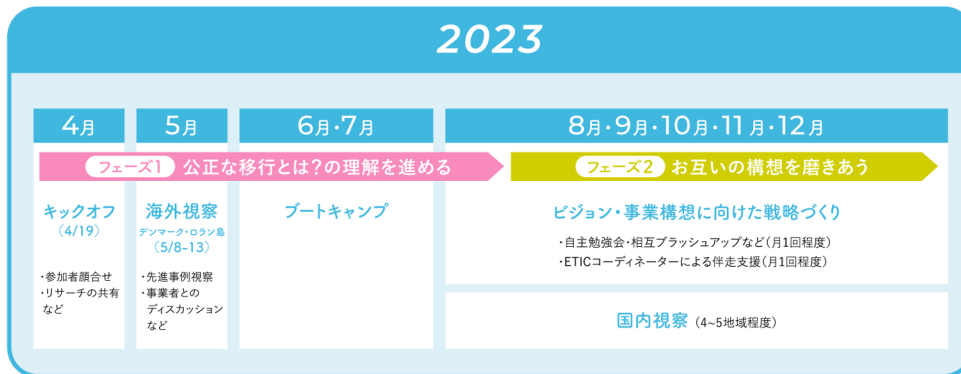 2023
4月
5月
6月・7月
8月・9月・10月・11月・12月
フェーズ1 公正な移行とは?の理解を進める
フェーズ2 お互いの構想を磨きあう
キックオフ
(4/19)
・参加者顔合せ
・リサーチの共有
など
海外視察
デンマーク・ロラン島
(5/8-13)
・先進事例視察
・事業者との
ディスカッション
など
ブートキャンプ
ビジョン・事業構想に向けた戦略づくり
・自主勉強会・相互ブラッシュアップなど(月1回程度)
・ETICコーディネーターによる伴走支援(月1回程度)
国内視察 (4~5地域程度)